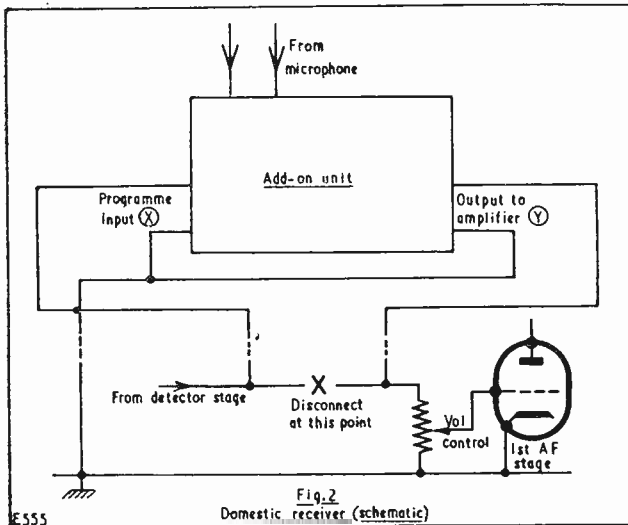 From
microphone
Add-on unit
Programme
input X
Output to
amplifier Y
From detector stage
X
Disconnect
at this point
Vol
control
1st AF
stage
Fig.2
Domestic receiver (schematic)
E555